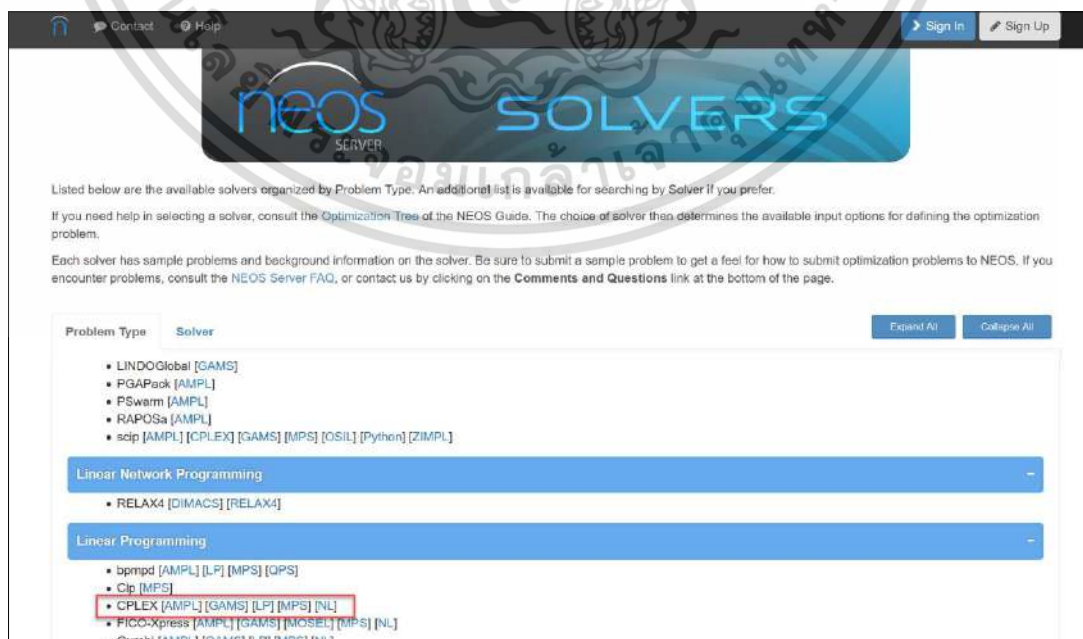 Contact Help Sign In Sign Up
neos SERVER SOLVERS
Listed below are the available solvers organized by Problem Type. An additional list is available for searching by Solver if you prefer.
If you need help in selecting a solver, consult the Optimization Tree of the NEOS Guide. The choice of solver then determines the available input options for defining the optimization
problem.
Each solver has sample problems and background information on the solver. Be sure to submit a sample problem to get a feel for how to submit optimization problems to NEOS. If you
encounter problems, consult the NEOS Server FAQ, or contact us by clicking on the Comments and Questions link at the bottom of the page.
Problem Type Solver Expand All Collapse All
• LINDOGlobal [GAMS]
• PGAPack [AMPL]
• PSwarm [AMPL]
• RAPOSa [AMPL]
• scip [AMPL] [CPLEX] [GAMS] [MPS] [OSIL] [Python] [ZIMPL]
Linear Network Programming
• RELAX4 [DIMACS] [RELAX4]
Linear Programming
• bpmpd [AMPL] [LP] [MPS] [QPS]
• Clp [MPS]
• CPLEX [AMPL] [GAMS] [LP] [MPS] [NL]
• FICO-Xpress [AMPL] [GAMS] [MOSEL] [MPS] [NL]
• Gurobi [AMPL] [GAMS] [LP] [MPS] [NL]